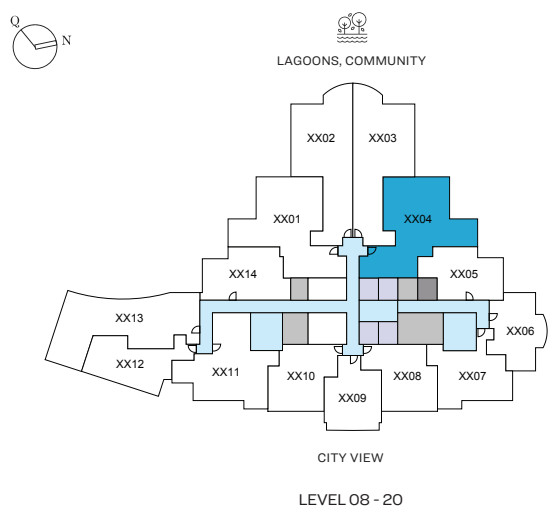 Q
N
LAGOONS, COMMUNITY
XX02
XX03
XX01
XX04
XX14
XX05
XX13
XX06
XX12
XX11
XX10
XX08
XX07
XX09
CITY VIEW
LEVEL 08 - 20